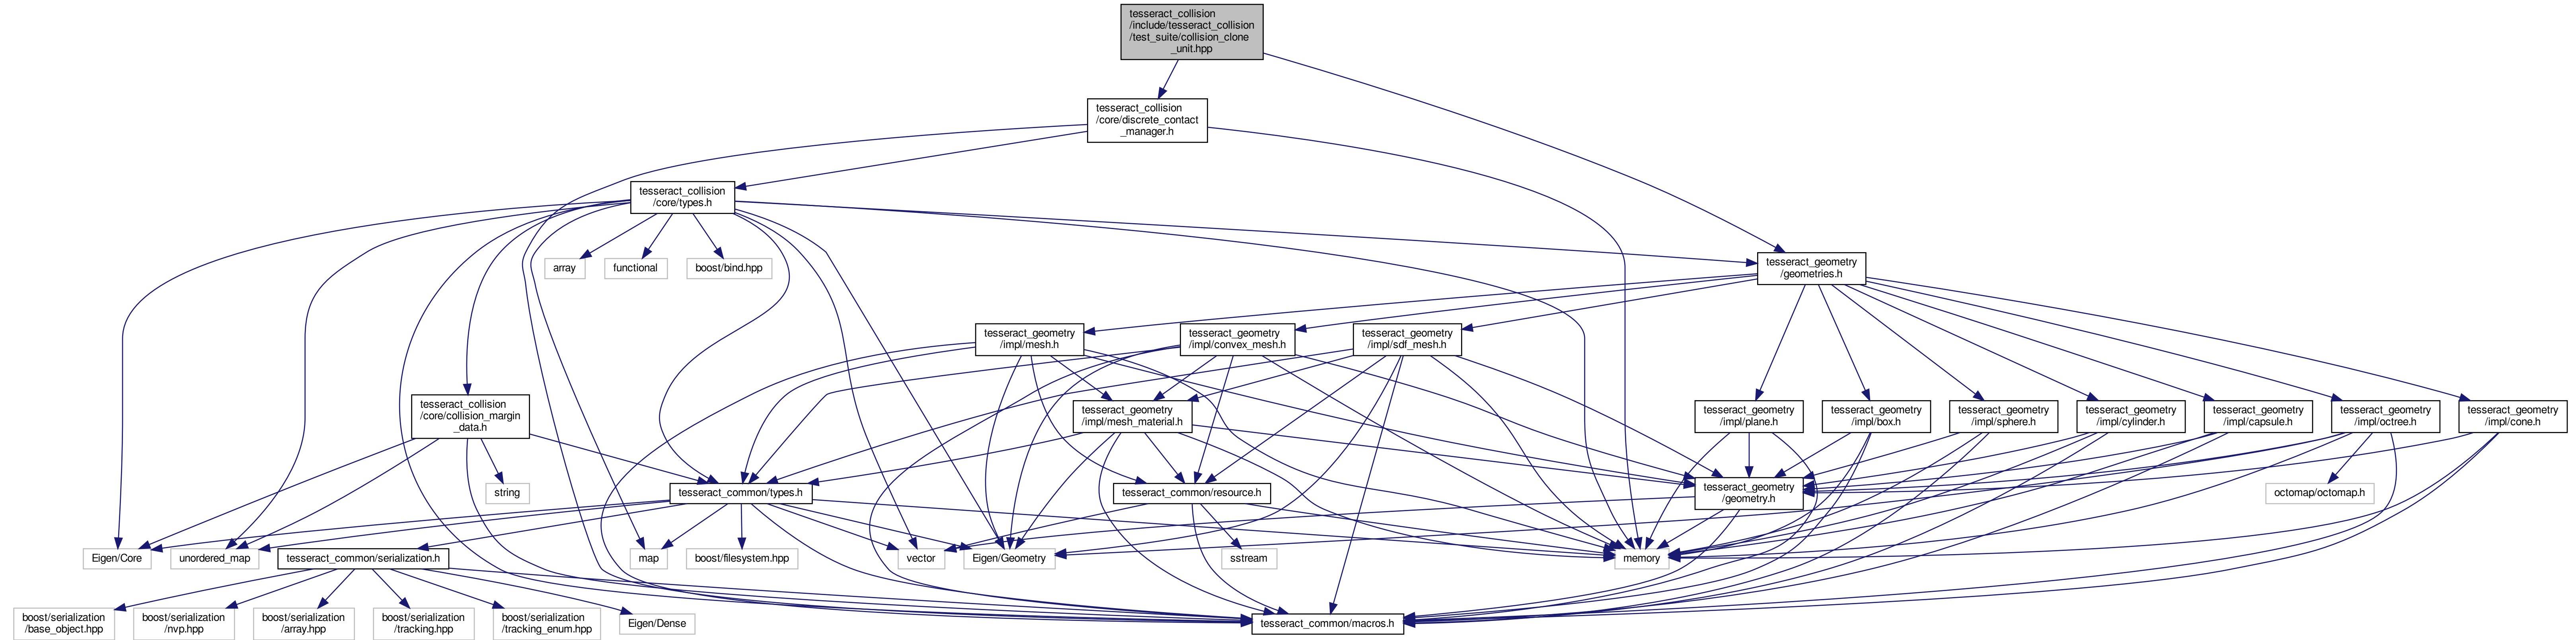 tesseract_collision
/include/tesseract_collision
/test_suite/collision_clone
_unit.hpp
tesseract_collision
/core/discrete_contact
_manager.h
tesseract_collision
/core/types.h
array
functional
boost/bind.hpp
tesseract_geometry
/geometries.h
tesseract_geometry
/impl/mesh.h
tesseract_geometry
/impl/convex_mesh.h
tesseract_geometry
/impl/sdf_mesh.h
tesseract_collision
/core/collision_margin
_data.h
tesseract_geometry
/impl/mesh_material.h
tesseract_geometry
/impl/plane.h
tesseract_geometry
/impl/box.h
tesseract_geometry
/impl/sphere.h
tesseract_geometry
/impl/cylinder.h
tesseract_geometry
/impl/capsule.h
tesseract_geometry
/impl/octree.h
tesseract_geometry
/impl/cone.h
string
tesseract_common/types.h
tesseract_common/resource.h
tesseract_geometry
/geometry.h
octomap/octomap.h
Eigen/Core
unordered_map
tesseract_common/serialization.h
map
boost/filesystem.hpp
vector
Eigen/Geometry
sstream
memory
boost/serialization
/base_object.hpp
boost/serialization
/nvp.hpp
boost/serialization
/array.hpp
boost/serialization
/tracking.hpp
boost/serialization
/tracking_enum.hpp
Eigen/Dense
tesseract_common/macros.h